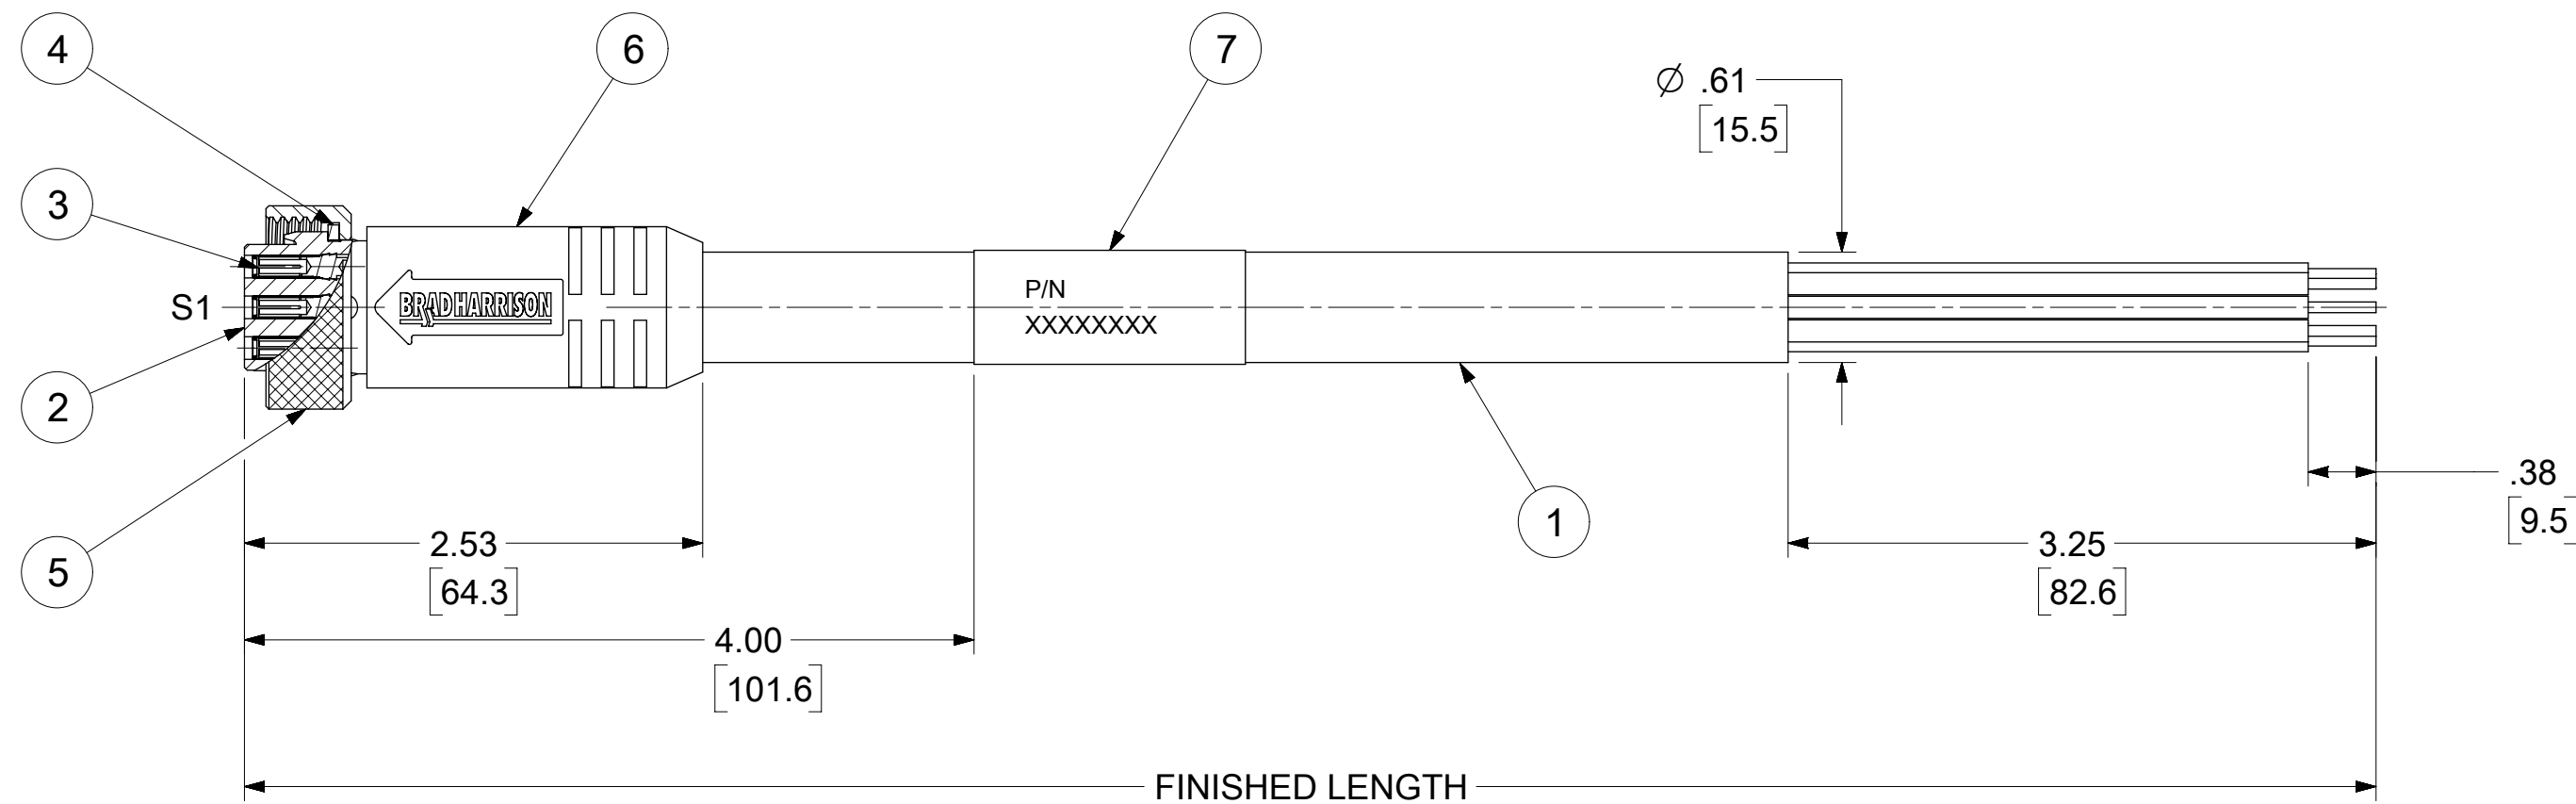 4
6
7
Ø .61
[15.5]
3
BRADHARRISON
P/N
XXXXXXXX
S1
2
1
5
.38
[9.5]
2.53
[64.3]
3.25
[82.6]
4.00
[101.6]
FINISHED LENGTH